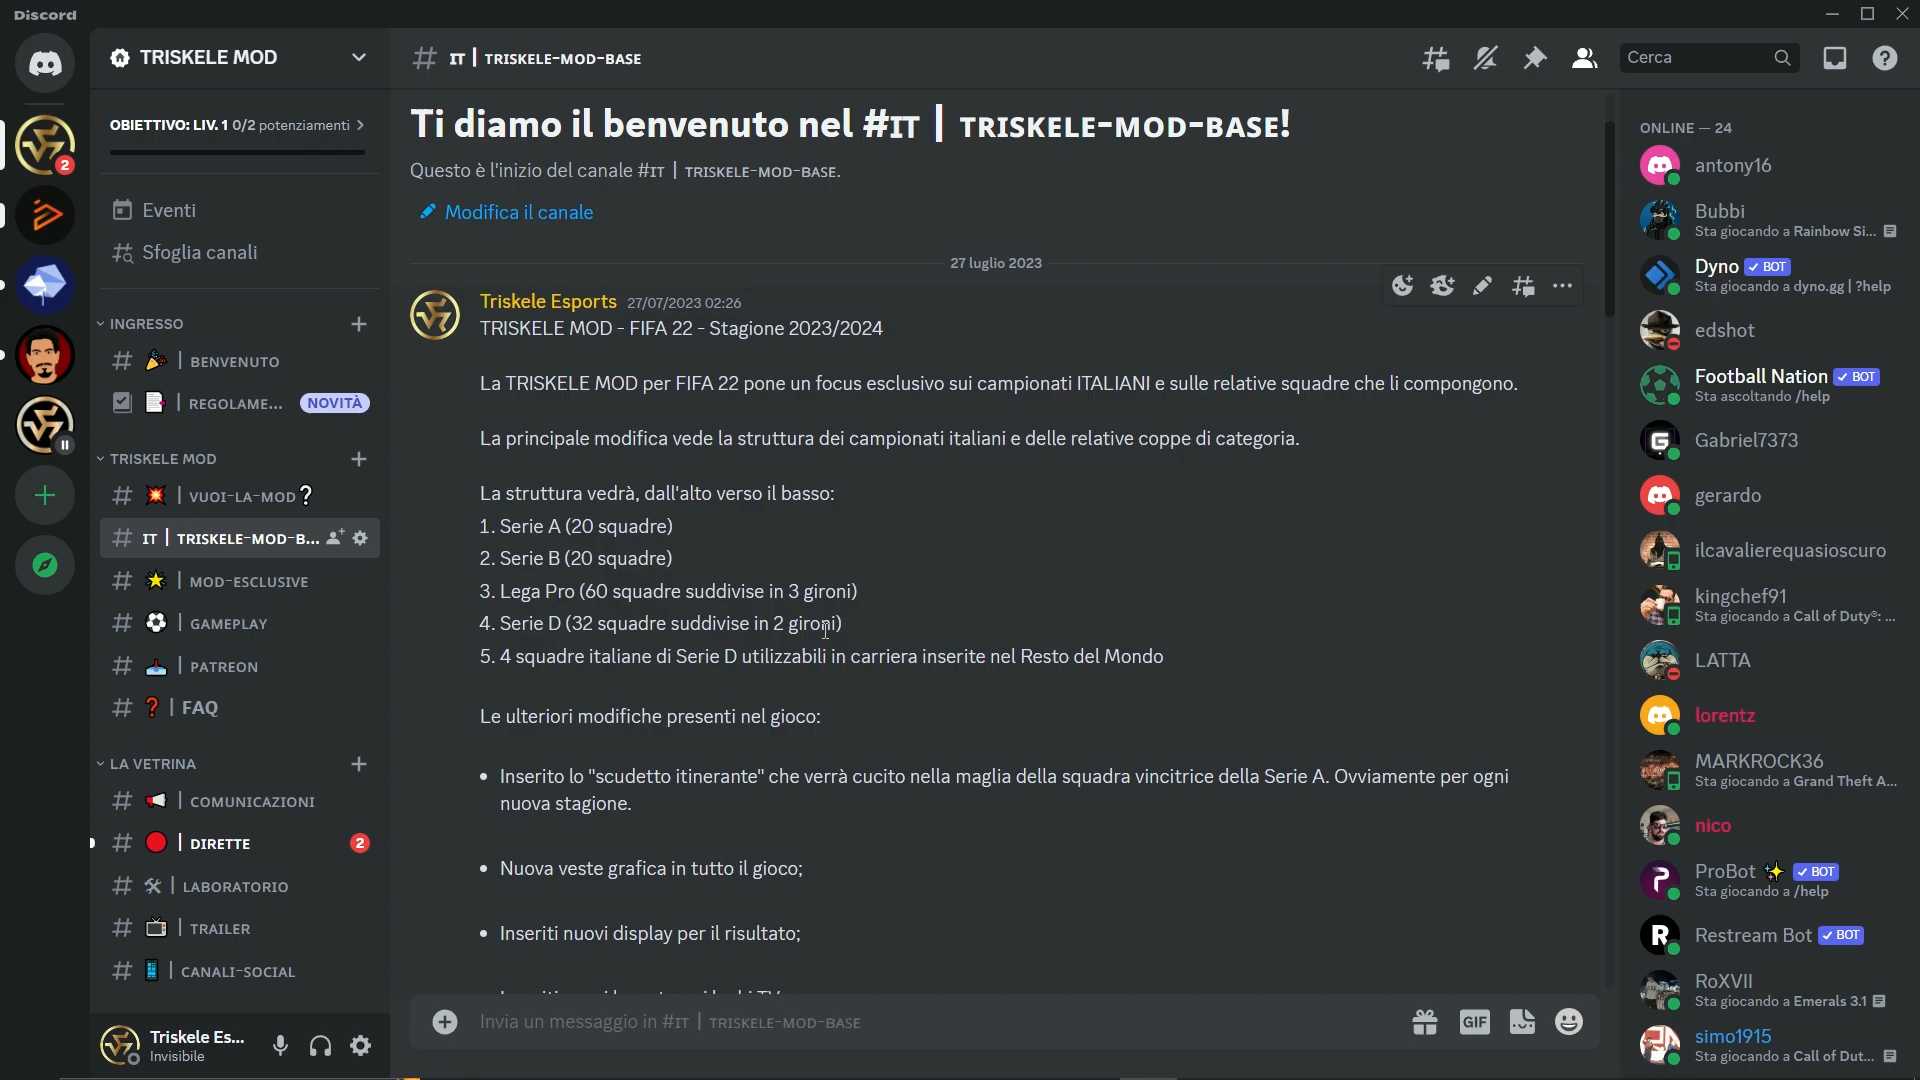 Discord
TRISKELE MOD
OBIETTIVO: LIV. 1 0/2 potenziamenti
2
Eventi
Sfoglia canali
INGRESSO
# | BENVENUTO
| REGOLAME... NOVITÀ
TRISKELE MOD
# | VUOI-LA-MOD?
# IT | TRISKELE-MOD-B...
# | MOD-ESCLUSIVE
# | GAMEPLAY
# | PATREON
# | FAQ
LA VETRINA
# | COMUNICAZIONI
# | DIRETTE 2
# | LABORATORIO
# | TRAILER
# | CANALI-SOCIAL
Triskele Es...
Invisibile
# IT | TRISKELE-MOD-BASE
Cerca
Ti diamo il benvenuto nel #IT | TRISKELE-MOD-BASE!
Questo è l'inizio del canale #IT | TRISKELE-MOD-BASE.
Modifica il canale
27 luglio 2023
Triskele Esports 27/07/2023 02:26
TRISKELE MOD - FIFA 22 - Stagione 2023/2024
La TRISKELE MOD per FIFA 22 pone un focus esclusivo sui campionati ITALIANI e sulle relative squadre che li compongono.
La principale modifica vede la struttura dei campionati italiani e delle relative coppe di categoria.
La struttura vedrà, dall'alto verso il basso:
1. Serie A (20 squadre)
2. Serie B (20 squadre)
3. Lega Pro (60 squadre suddivise in 3 gironi)
4. Serie D (32 squadre suddivise in 2 gironi)
5. 4 squadre italiane di Serie D utilizzabili in carriera inserite nel Resto del Mondo
Le ulteriori modifiche presenti nel gioco:
• Inserito lo "scudetto itinerante" che verrà cucito nella maglia della squadra vincitrice della Serie A. Ovviamente per ogni
nuova stagione.
• Nuova veste grafica in tutto il gioco;
• Inseriti nuovi display per il risultato;
Invia un messaggio in #IT | TRISKELE-MOD-BASE
GIF
ONLINE — 24
antony16
Bubbi
Sta giocando a Rainbow Si...
Dyno ✓ BOT
Sta giocando a dyno.gg | ?help
edshot
Football Nation ✓ BOT
Sta ascoltando /help
Gabriel7373
gerardo
ilcavalierequasioscuro
kingchef91
Sta giocando a Call of Duty®: ...
LATTA
lorentz
MARKROCK36
Sta giocando a Grand Theft A...
nico
ProBot ✨ ✓ BOT
Sta giocando a /help
Restream Bot ✓ BOT
RoXVII
Sta giocando a Emerals 3.1
simo1915
Sta giocando a Call of Dut...